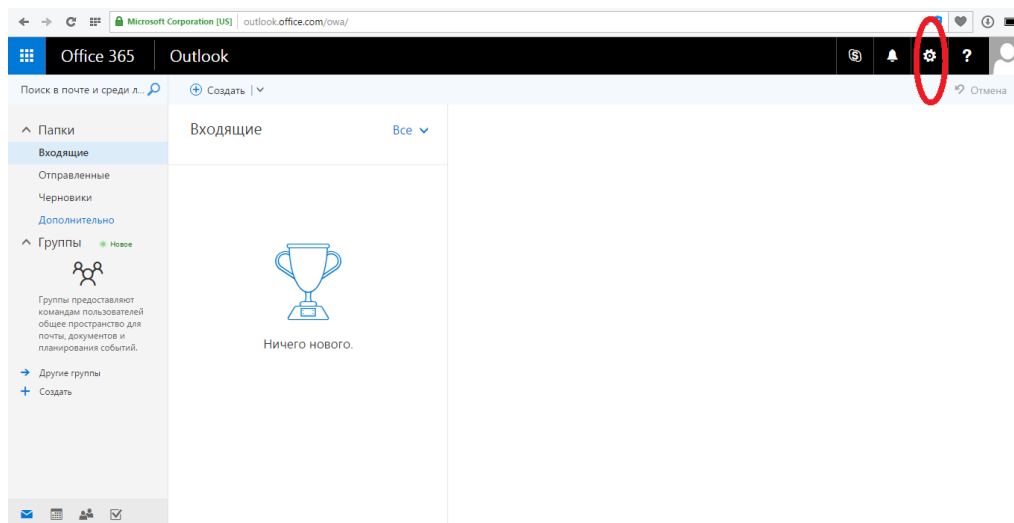 Microsoft Corporation [US] outlook.office.com/owa/
Office 365 Outlook ?
Поиск в почте и среди л... Создать Отмена
Папки
Входящие
Отправленные
Черновики
Дополнительно
Группы Новое
Группы предоставляют
командам пользователей
общее пространство для
почты, документов и
планирования событий.
Другие группы
Создать
Входящие Все
Ничего нового.